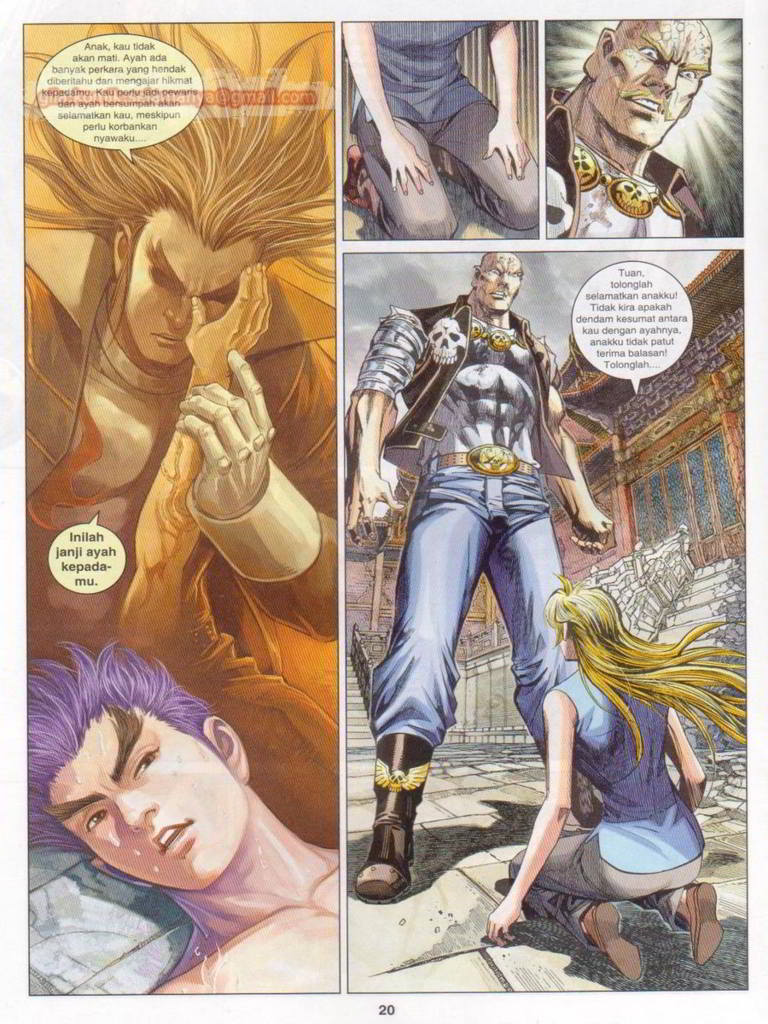 Anak, kau tidak
akan mati. Ayah ada
banyak perkara yang hendak
diberitahu dan mengajar hikmat
kepadamu. Kau perlu jadi pewaris
dan ayah bersumpah akan
selamatkan kau, meskipun
perlu korbankan
nyawaku....
@gmail.com
Inilah
janji ayah
kepada-
mu.
Tuan,
tolonglah
selamatkan anakku!
Tidak kira apakah
dendam kesumat antara
kau dengan ayahnya,
anakku tidak patut
terima balasan!
Tolonglah....
20